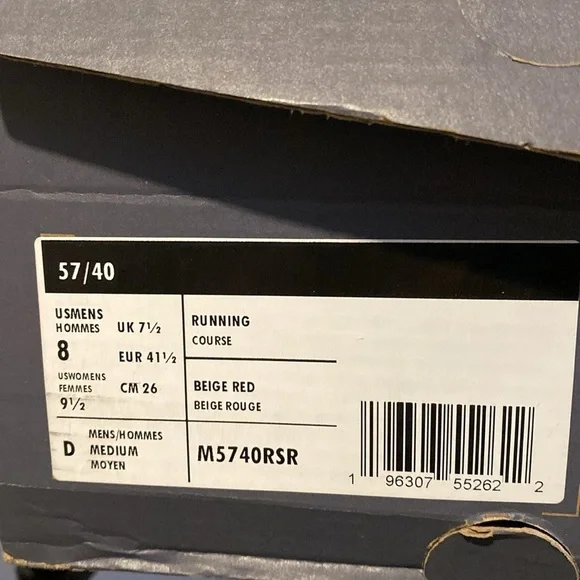 57/40
USMENS
HOMMES
8
UK 7½
EUR 41½
USWOMENS
FEMMES
9½
CM 26
RUNNING
COURSE
BEIGE RED
BEIGE ROUGE
D
MENS/HOMMES
MEDIUM
MOYEN
M5740RSR
1 96307 55262 2